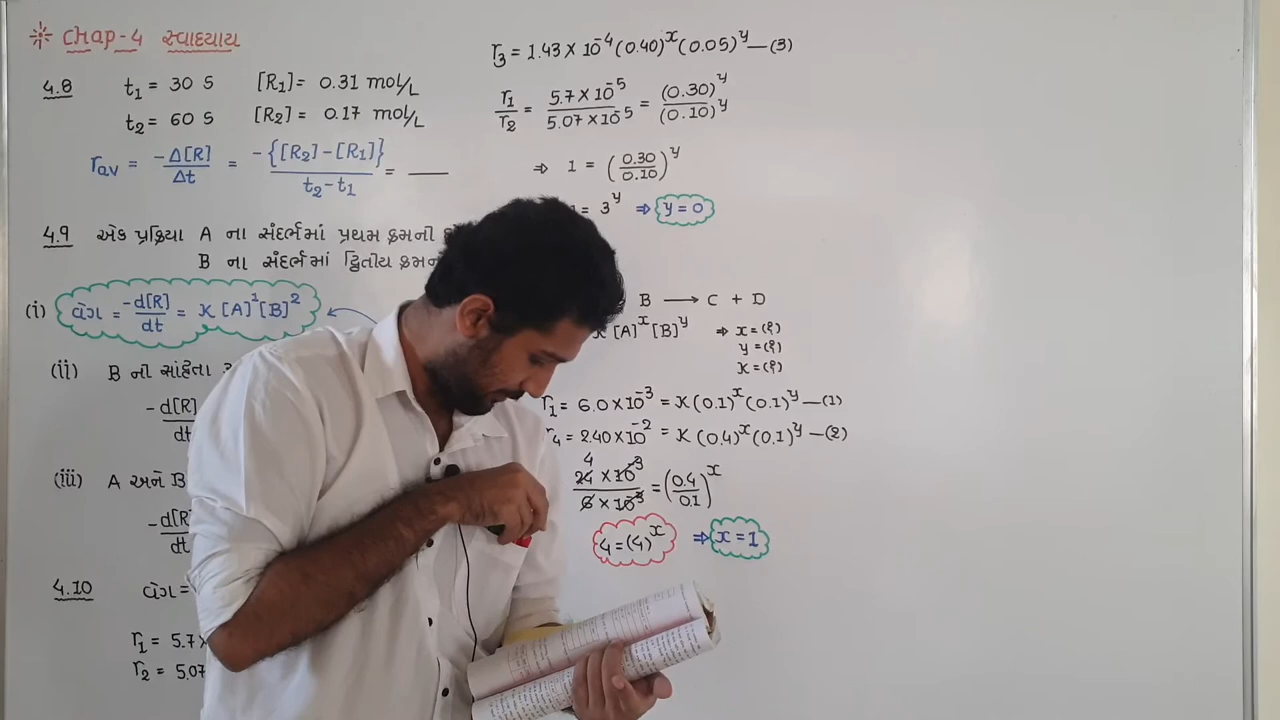 Chap-4 સ્વાધ્યાય
4.8 t₁ = 30 S [R₁]= 0.31 mol/L
t₂ = 60 S [R₂] = 0.17 mol/L
rav = -Δ[R]/Δt = -{[R₂]-[R₁]}/t₂-t₁ = ___
4.9 એક પ્રક્રિયા A ના સંદર્ભમાં પ્રથમ ક્રમની
B ના સંદર્ભમાં દ્વિતીય
(i) વેગ = -d[R]/dt = K [A]¹[B]²
(ii) B ની સાંદ્રતા
-d[R]/dt
(iii) A અને B
-d[R]/dt
4.10 વેગ =
r₁ = 5.7 ×
r₂ = 5.07
r₃ = 1.43 × 10⁻⁴ (0.40)ˣ(0.05)ʸ —(3)
r₁/r₂ = 5.7 × 10⁻⁵/5.07 × 10⁻⁵ = (0.30)ʸ/(0.10)ʸ
⇒ 1 = (0.30/0.10)ʸ
= 3ʸ ⇒ y = 0
B ⟶ C + D
K [A]ˣ[B]ʸ ⇒ x = (?)
y = (?)
K = (?)
r₁ = 6.0 × 10⁻³ = K (0.1)ˣ (0.1)ʸ —(1)
r₄ = 2.40 × 10⁻² = K (0.4)ˣ (0.1)ʸ —(2)
4
24 × 10⁻³/6 × 10⁻³ = (0.4/0.1)ˣ
4 = (4)ˣ ⇒ x = 1